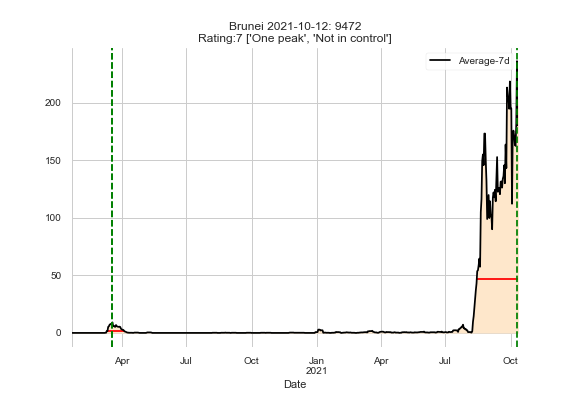 Brunei 2021-10-12: 9472
Rating:7 ['One peak', 'Not in control']
Average-7d
200
150
100
50
0
Apr Jul Oct Jan Apr Jul Oct
2021
Date